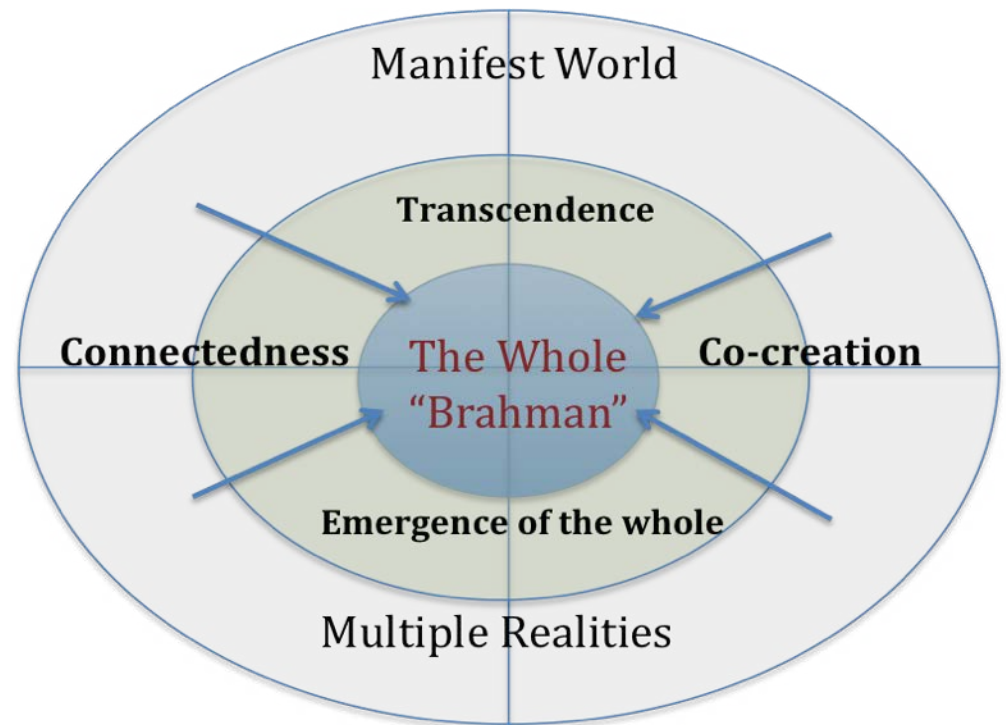 Manifest World
Transcendence
Connectedness
The Whole
“Brahman”
Co-creation
Emergence of the whole
Multiple Realities